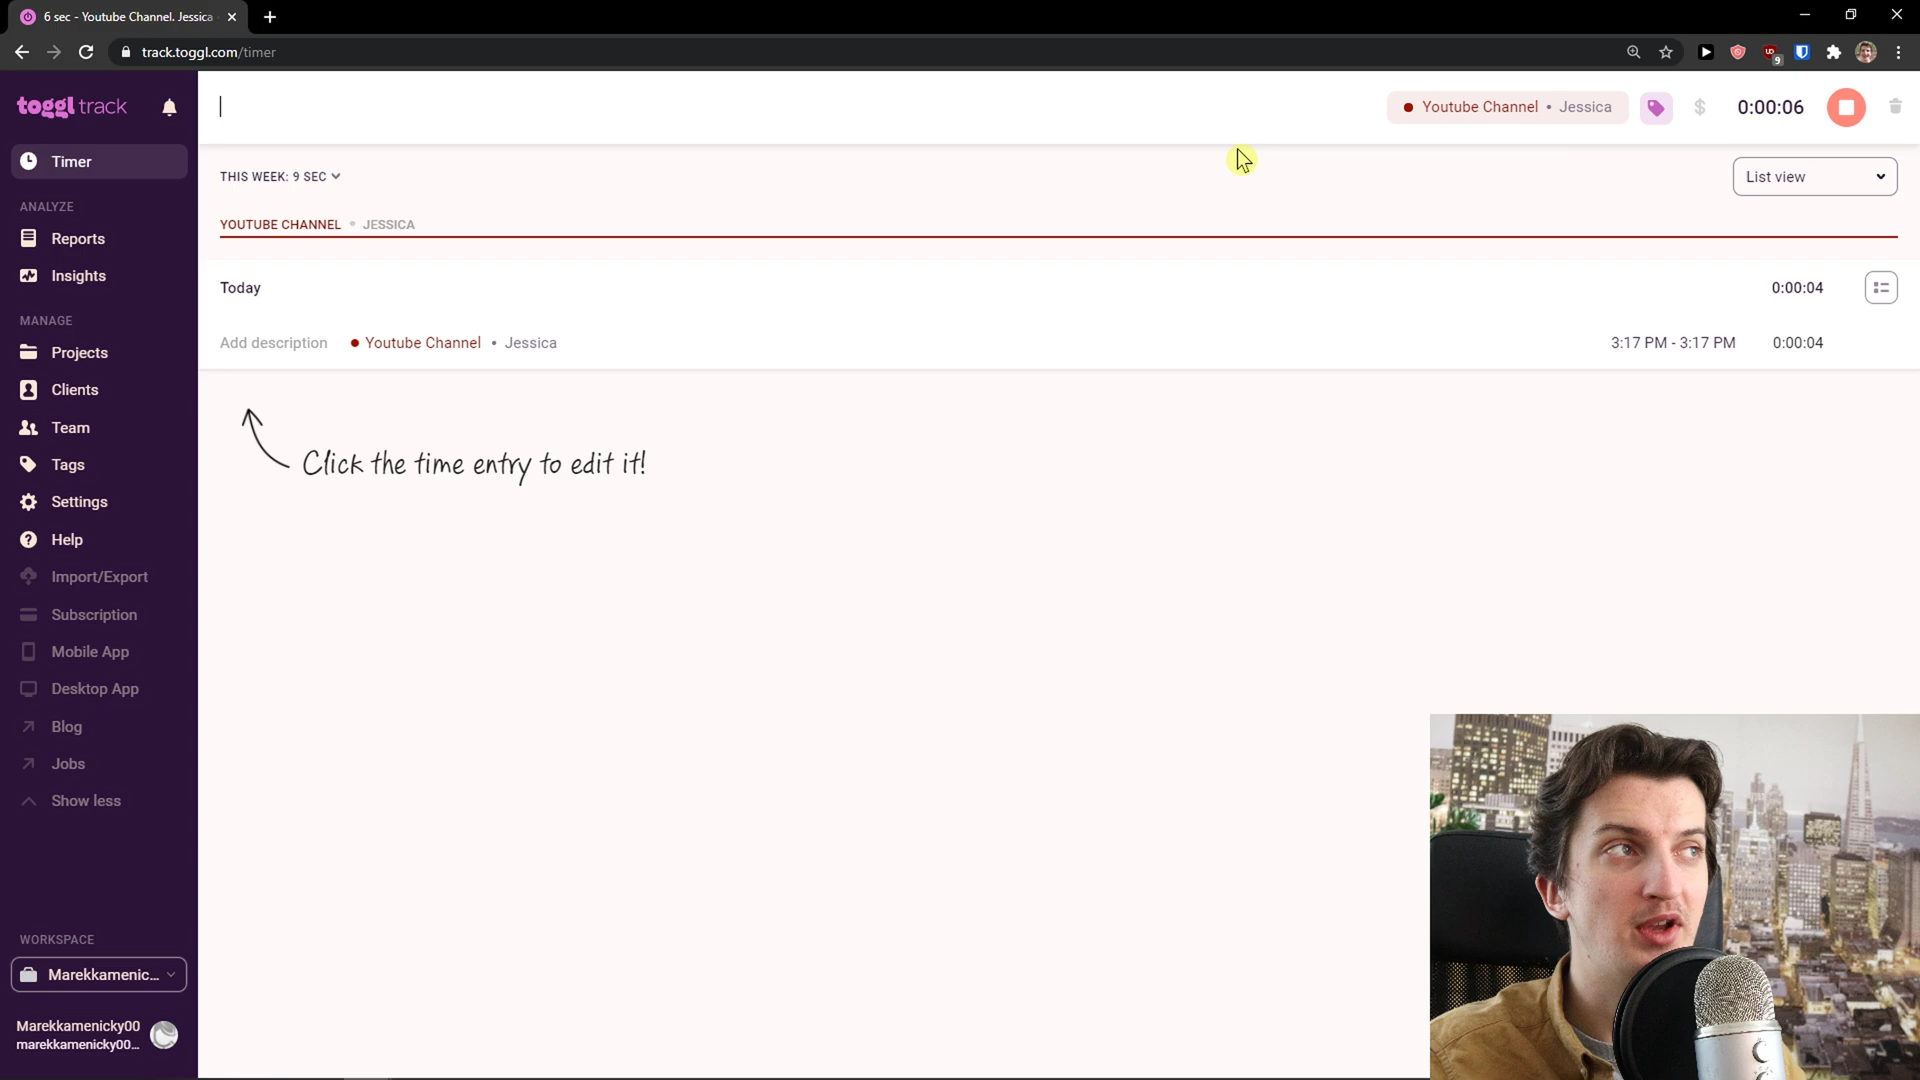 6 sec - Youtube Channel. Jessica
track.toggl.com/timer
9
toggl track
Youtube Channel • Jessica
$
0:00:06
Timer
THIS WEEK: 9 SEC
List view
ANALYZE
YOUTUBE CHANNEL • JESSICA
Reports
Insights
Today
0:00:04
MANAGE
Add description
Youtube Channel • Jessica
3:17 PM - 3:17 PM
0:00:04
Projects
Clients
Team
Click the time entry to edit it!
Tags
Settings
Help
Import/Export
Subscription
Mobile App
Desktop App
Blog
Jobs
Show less
WORKSPACE
Marekkamenic...
Marekkamenicky00
marekkamenicky00...